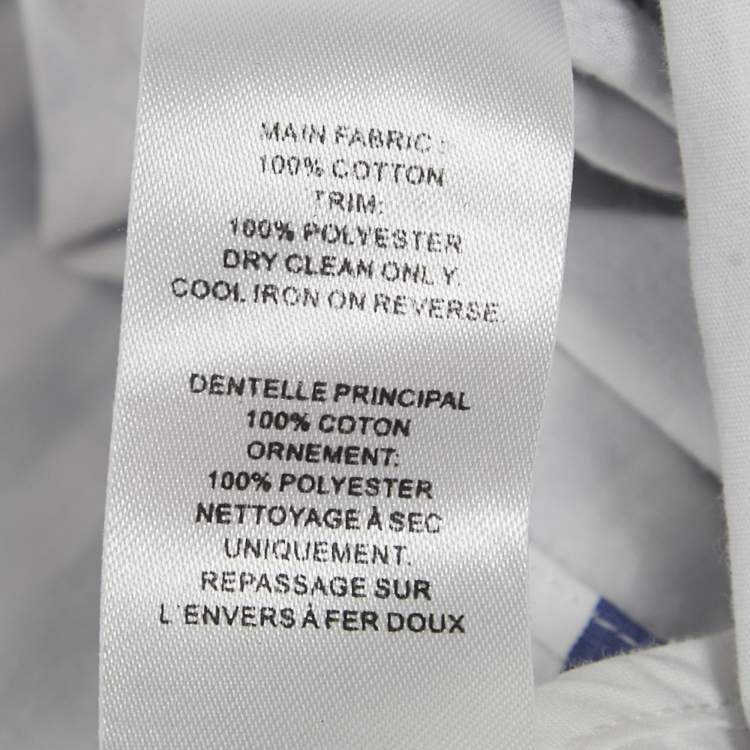 MAIN FABRIC :
100% COTTON
TRIM:
100% POLYESTER
DRY CLEAN ONLY
COOL IRON ON REVERSE.
DENTELLE PRINCIPAL
100% COTON
ORNEMENT:
100% POLYESTER
NETTOYAGE À SEC
UNIQUEMENT.
REPASSAGE SUR
L'ENVERS À FER DOUX